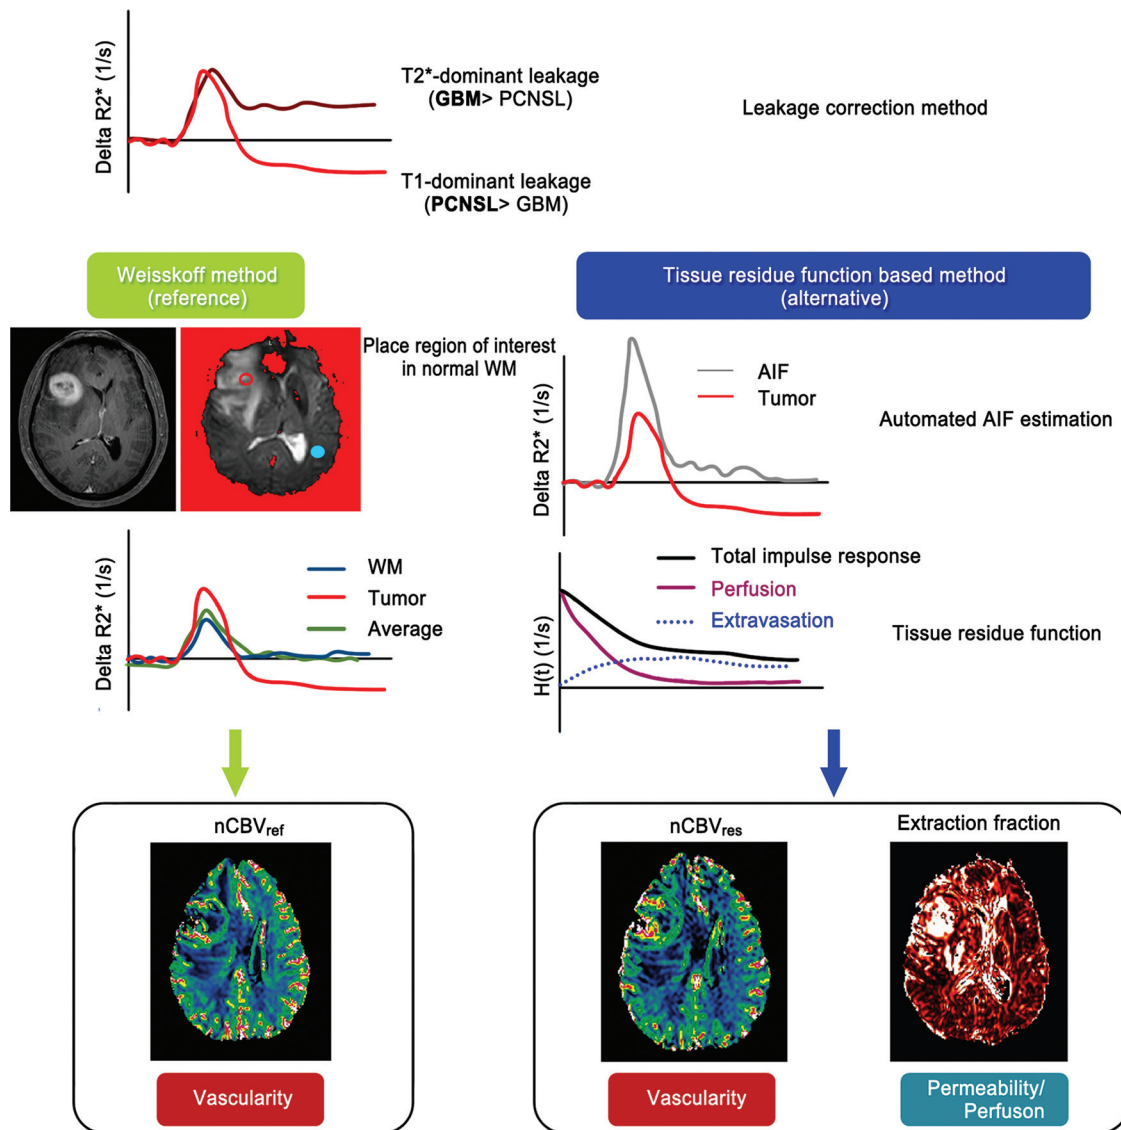 Delta R2* (1/s)
T2*-dominant leakage
(GBM> PCNSL)
T1-dominant leakage
(PCNSL> GBM)
Leakage correction method
Weisskoff method
(reference)
Tissue residue function based method
(alternative)
Place region of interest
in normal WM
Delta R2* (1/s)
AIF
Tumor
Automated AIF estimation
Delta R2* (1/s)
WM
Tumor
Average
H(t) (1/s)
Total impulse response
Perfusion
Extravasation
Tissue residue function
nCBVref
Vascularity
nCBVres
Extraction fraction
Vascularity
Permeability/
Perfuson